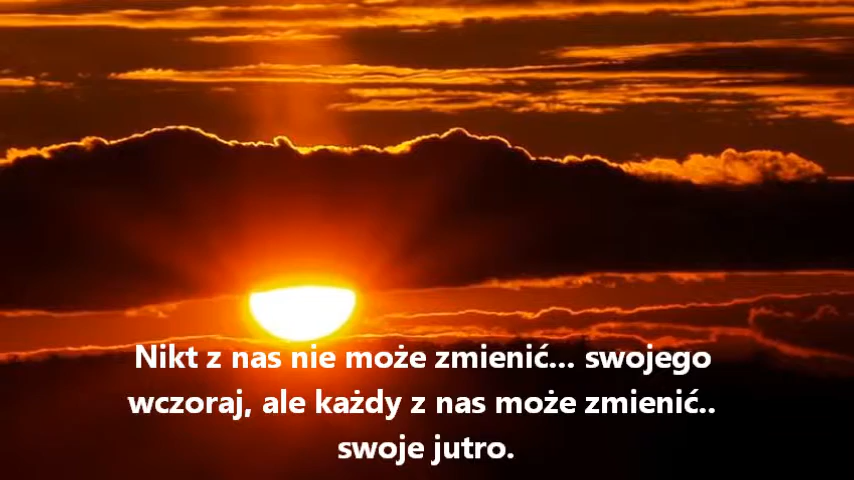 Nikt z nas nie może zmienić... swojego
wczoraj, ale każdy z nas może zmienić..
swoje jutro.